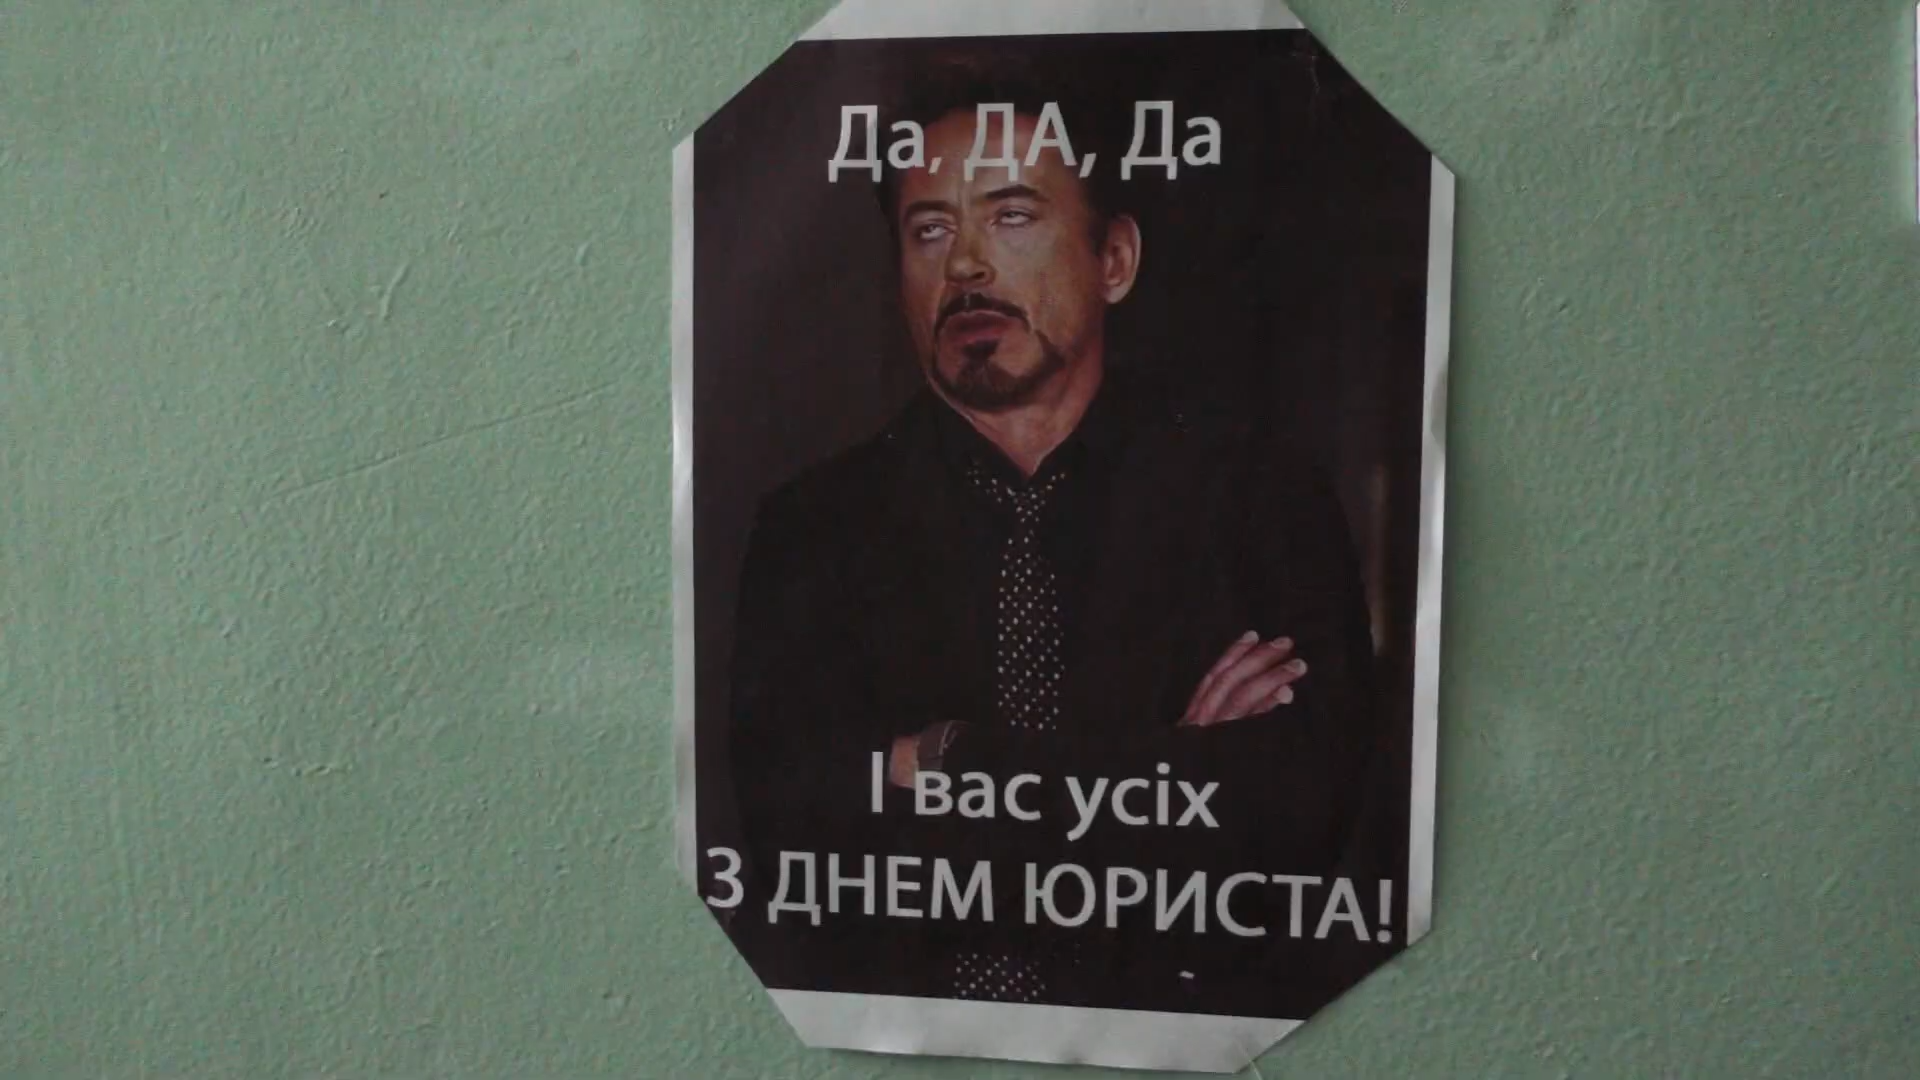 Да, ДА, Да
І вас усіх
З ДНЕМ ЮРИСТА!